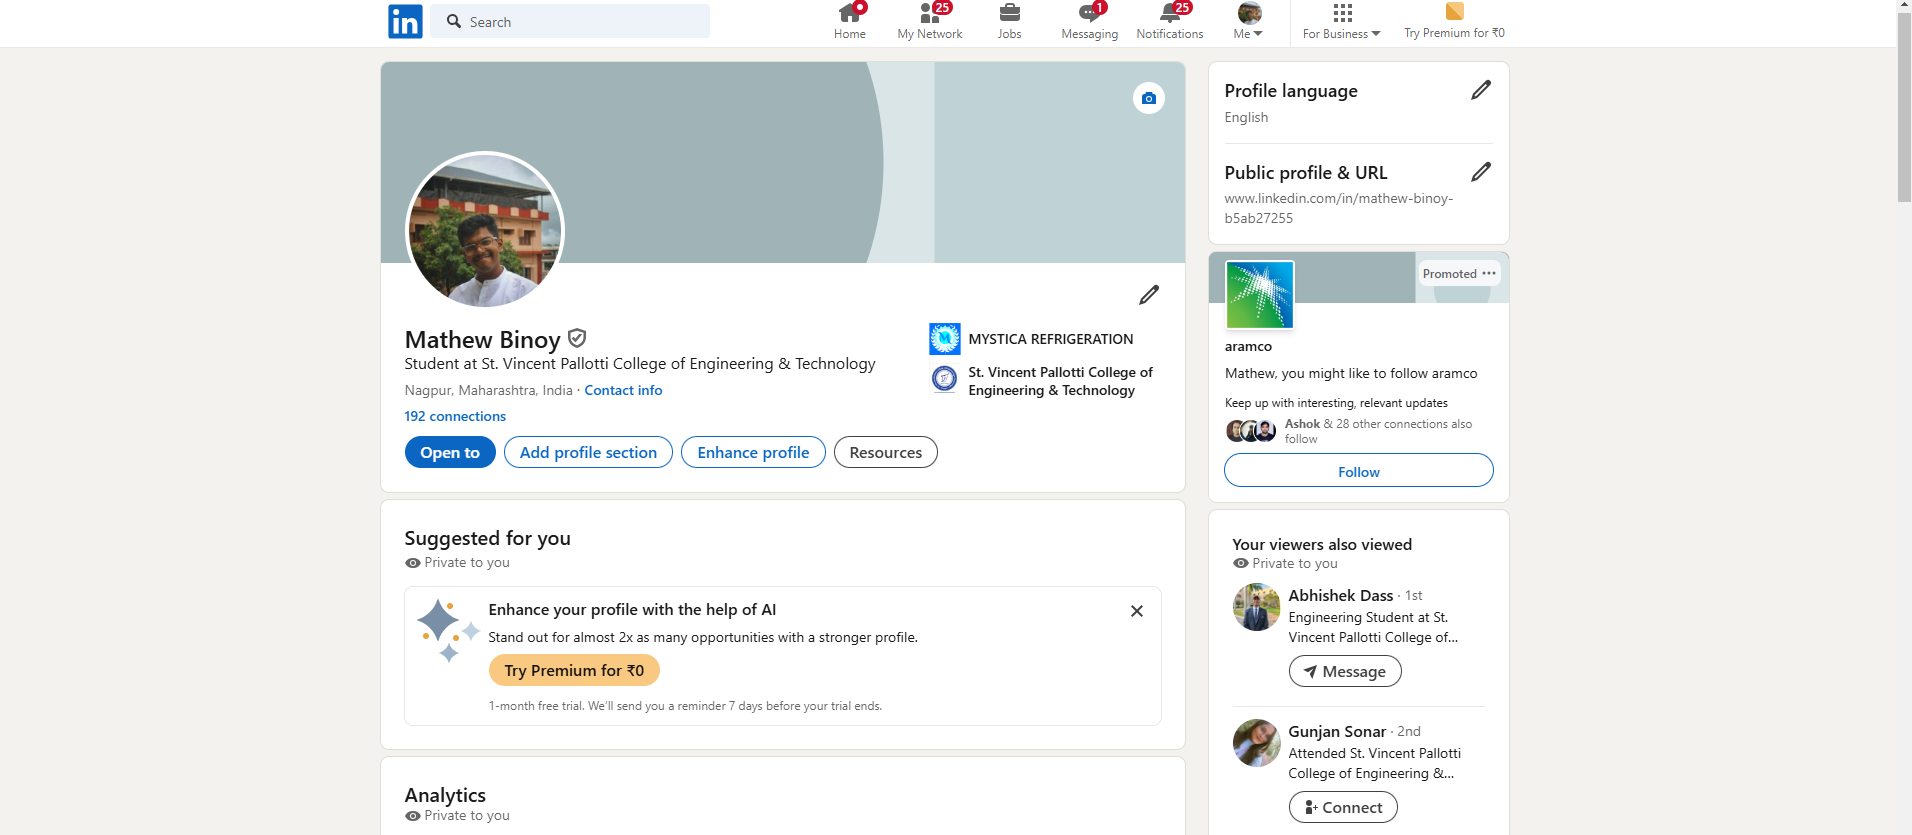 in
Search
Home
My Network
25
Jobs
Messaging
1
Notifications
25
Me
For Business
Try Premium for ₹0
Mathew Binoy
Student at St. Vincent Pallotti College of Engineering & Technology
Nagpur, Maharashtra, India · Contact info
192 connections
MYSTICA REFRIGERATION
St. Vincent Pallotti College of
Engineering & Technology
Open to
Add profile section
Enhance profile
Resources
Suggested for you
Private to you
Enhance your profile with the help of AI
Stand out for almost 2x as many opportunities with a stronger profile.
Try Premium for ₹0
1-month free trial. We'll send you a reminder 7 days before your trial ends.
Analytics
Private to you
Profile language
English
Public profile & URL
www.linkedin.com/in/mathew-binoy-
b5ab27255
Promoted
aramco
Mathew, you might like to follow aramco
Keep up with interesting, relevant updates
Ashok & 28 other connections also
follow
Follow
Your viewers also viewed
Private to you
Abhishek Dass · 1st
Engineering Student at St.
Vincent Pallotti College of...
Message
Gunjan Sonar · 2nd
Attended St. Vincent Pallotti
College of Engineering &...
Connect